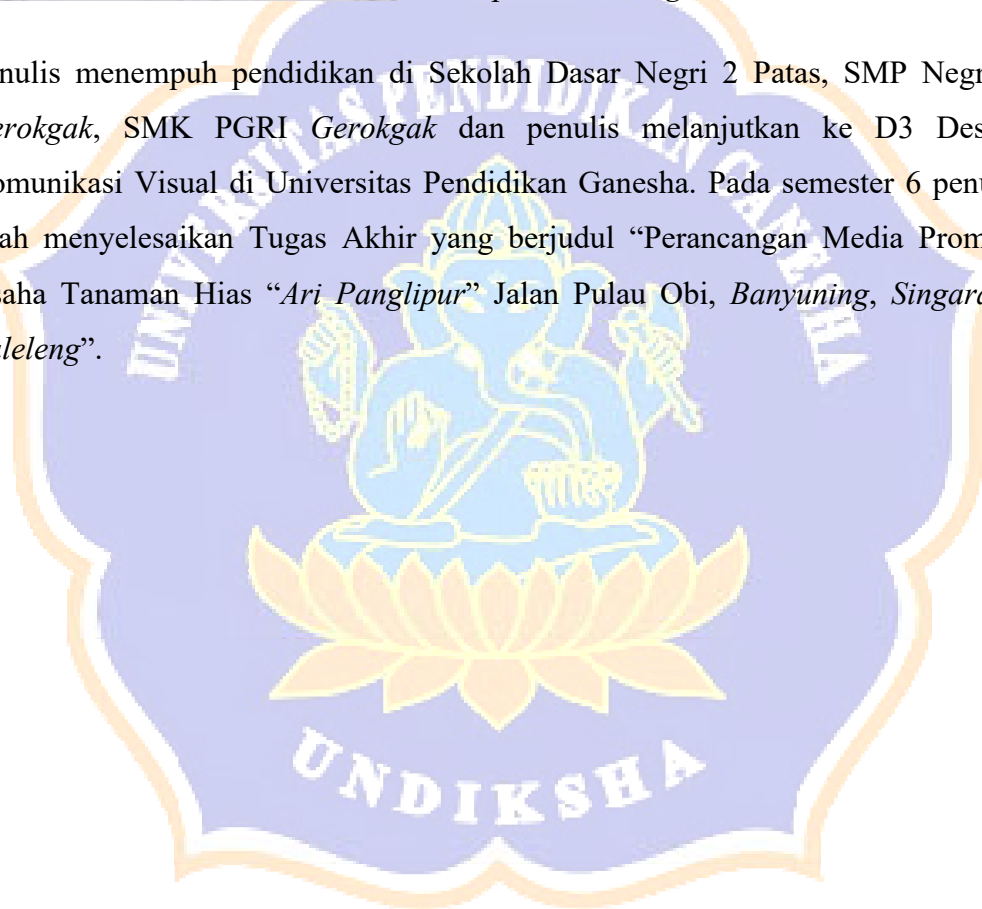 nulis menempuh pendidikan di Sekolah Dasar Negri 2 Patas, SMP Negr
erokgak, SMK PGRI Gerokgak dan penulis melanjutkan ke D3 Des
omunikasi Visual di Universitas Pendidikan Ganesha. Pada semester 6 penu
ah menyelesaikan Tugas Akhir yang berjudul “Perancangan Media Prom
saha Tanaman Hias “Ari Panglipur” Jalan Pulau Obi, Banyuning, Singara
leleng”.
UNIVERSITAS PENDIDIKAN GANESHA
UNDIKSHA